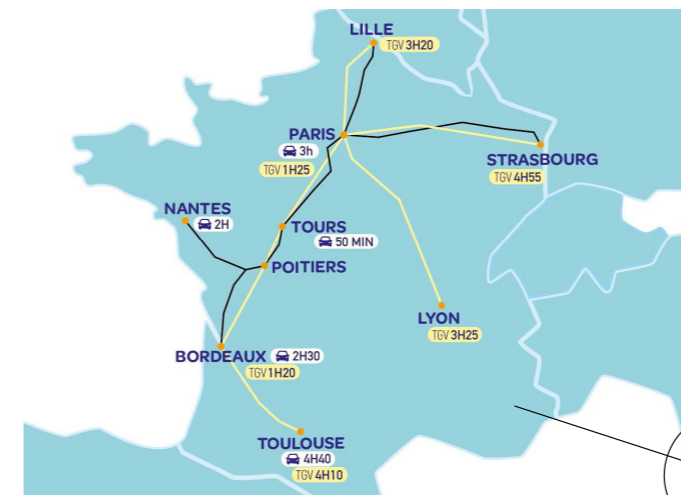 LILLE
TGV 3H20
PARIS
3h
TGV 1H25
STRASBOURG
TGV 4H55
NANTES
2H
TOURS
50 MIN
POITIERS
LYON
TGV 3H25
BORDEAUX 2H30
TGV 1H20
TOULOUSE
4H40
TGV 4H10